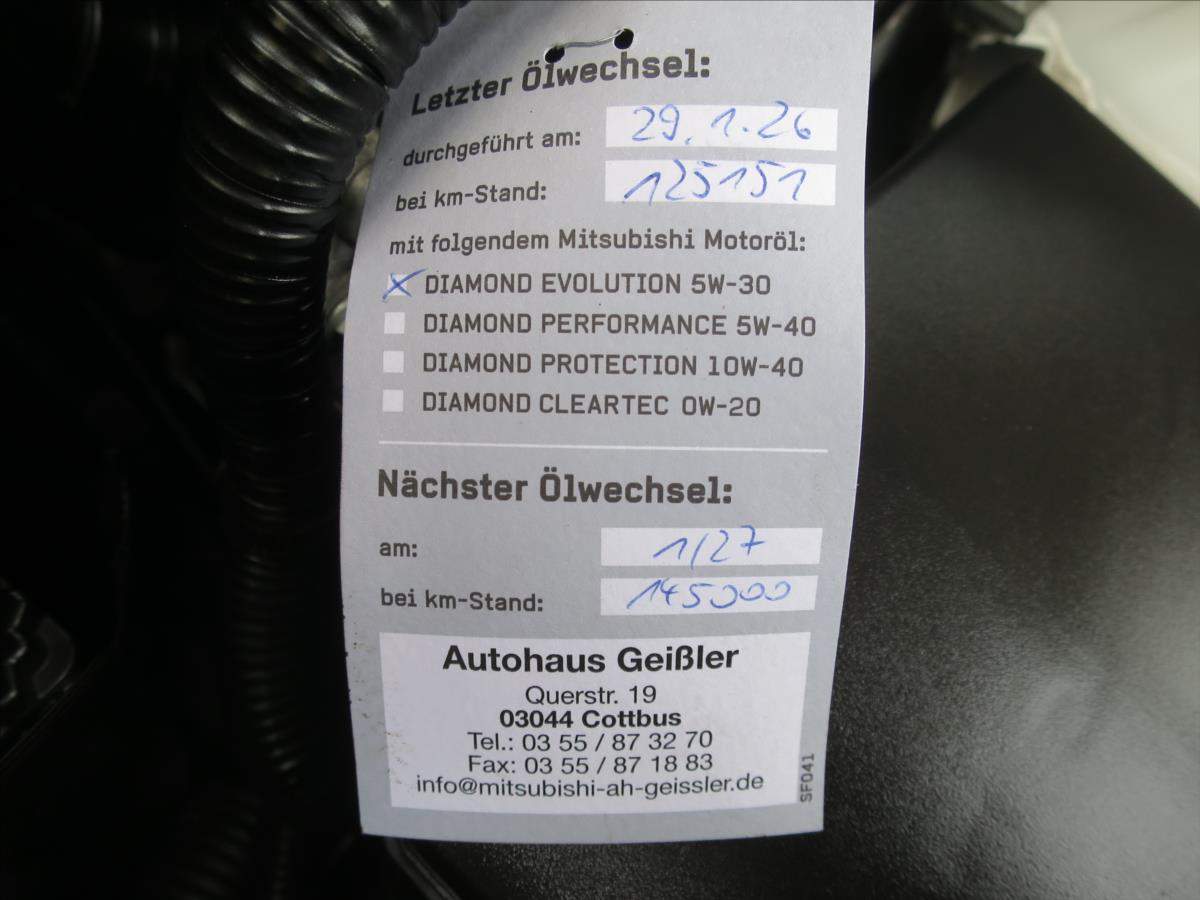 Letzter Ölwechsel:
durchgeführt am: 29.1.26
bei km-Stand: 125151
mit folgendem Mitsubishi Motoröl:
DIAMOND EVOLUTION 5W-30
DIAMOND PERFORMANCE 5W-40
DIAMOND PROTECTION 10W-40
DIAMOND CLEARTEC 0W-20
Nächster Ölwechsel:
am: 1/27
bei km-Stand: 145000
Autohaus Geißler
Querstr. 19
03044 Cottbus
Tel.: 03 55 / 87 32 70
Fax: 03 55 / 87 18 83
info@mitsubishi-ah-geissler.de
SF041